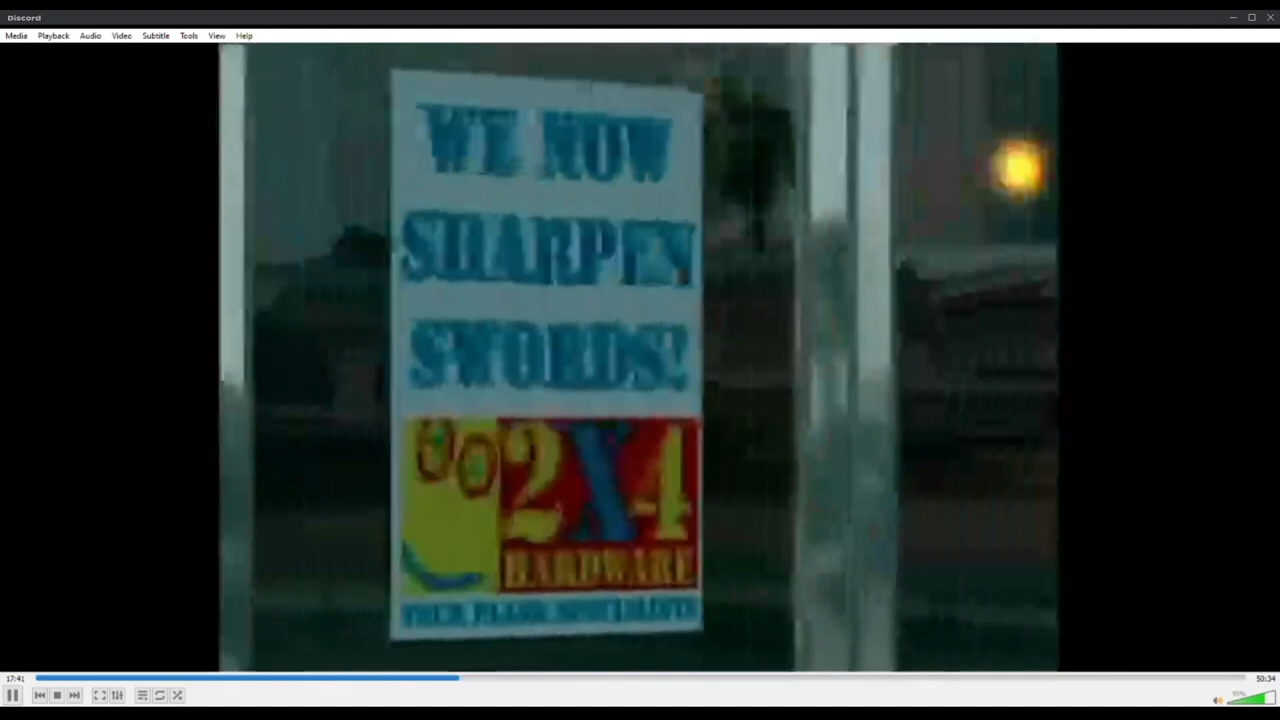 Discord
Media Playback Audio Video Subtitle Tools View Help
WE NOW
SHARPEN
SWORDS!
2X4
HARDWARE
17:41
50:34
95%